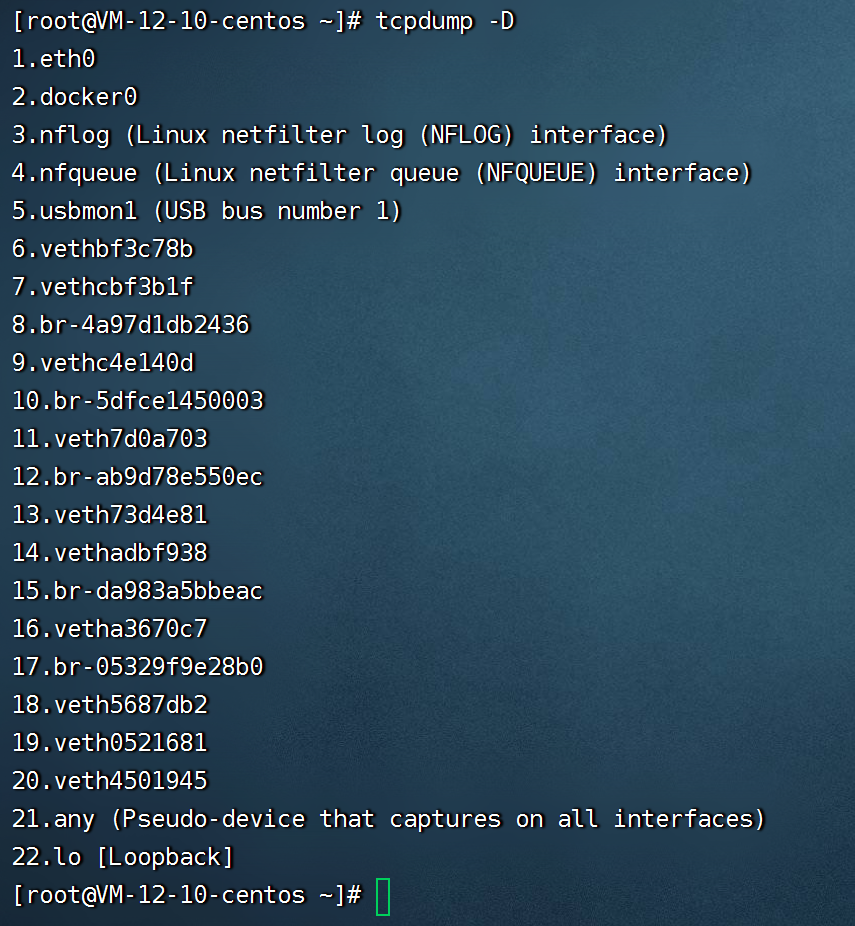 [root@VM-12-10-centos ~]# tcpdump -D
1.eth0
2.docker0
3.nflog (Linux netfilter log (NFLOG) interface)
4.nfqueue (Linux netfilter queue (NFQUEUE) interface)
5.usbmon1 (USB bus number 1)
6.vethbf3c78b
7.vethcbf3b1f
8.br-4a97d1db2436
9.vethc4e140d
10.br-5dfce1450003
11.veth7d0a703
12.br-ab9d78e550ec
13.veth73d4e81
14.vethadbf938
15.br-da983a5bbeac
16.vetha3670c7
17.br-05329f9e28b0
18.veth5687db2
19.veth0521681
20.veth4501945
21.any (Pseudo-device that captures on all interfaces)
22.lo [Loopback]
[root@VM-12-10-centos ~]#